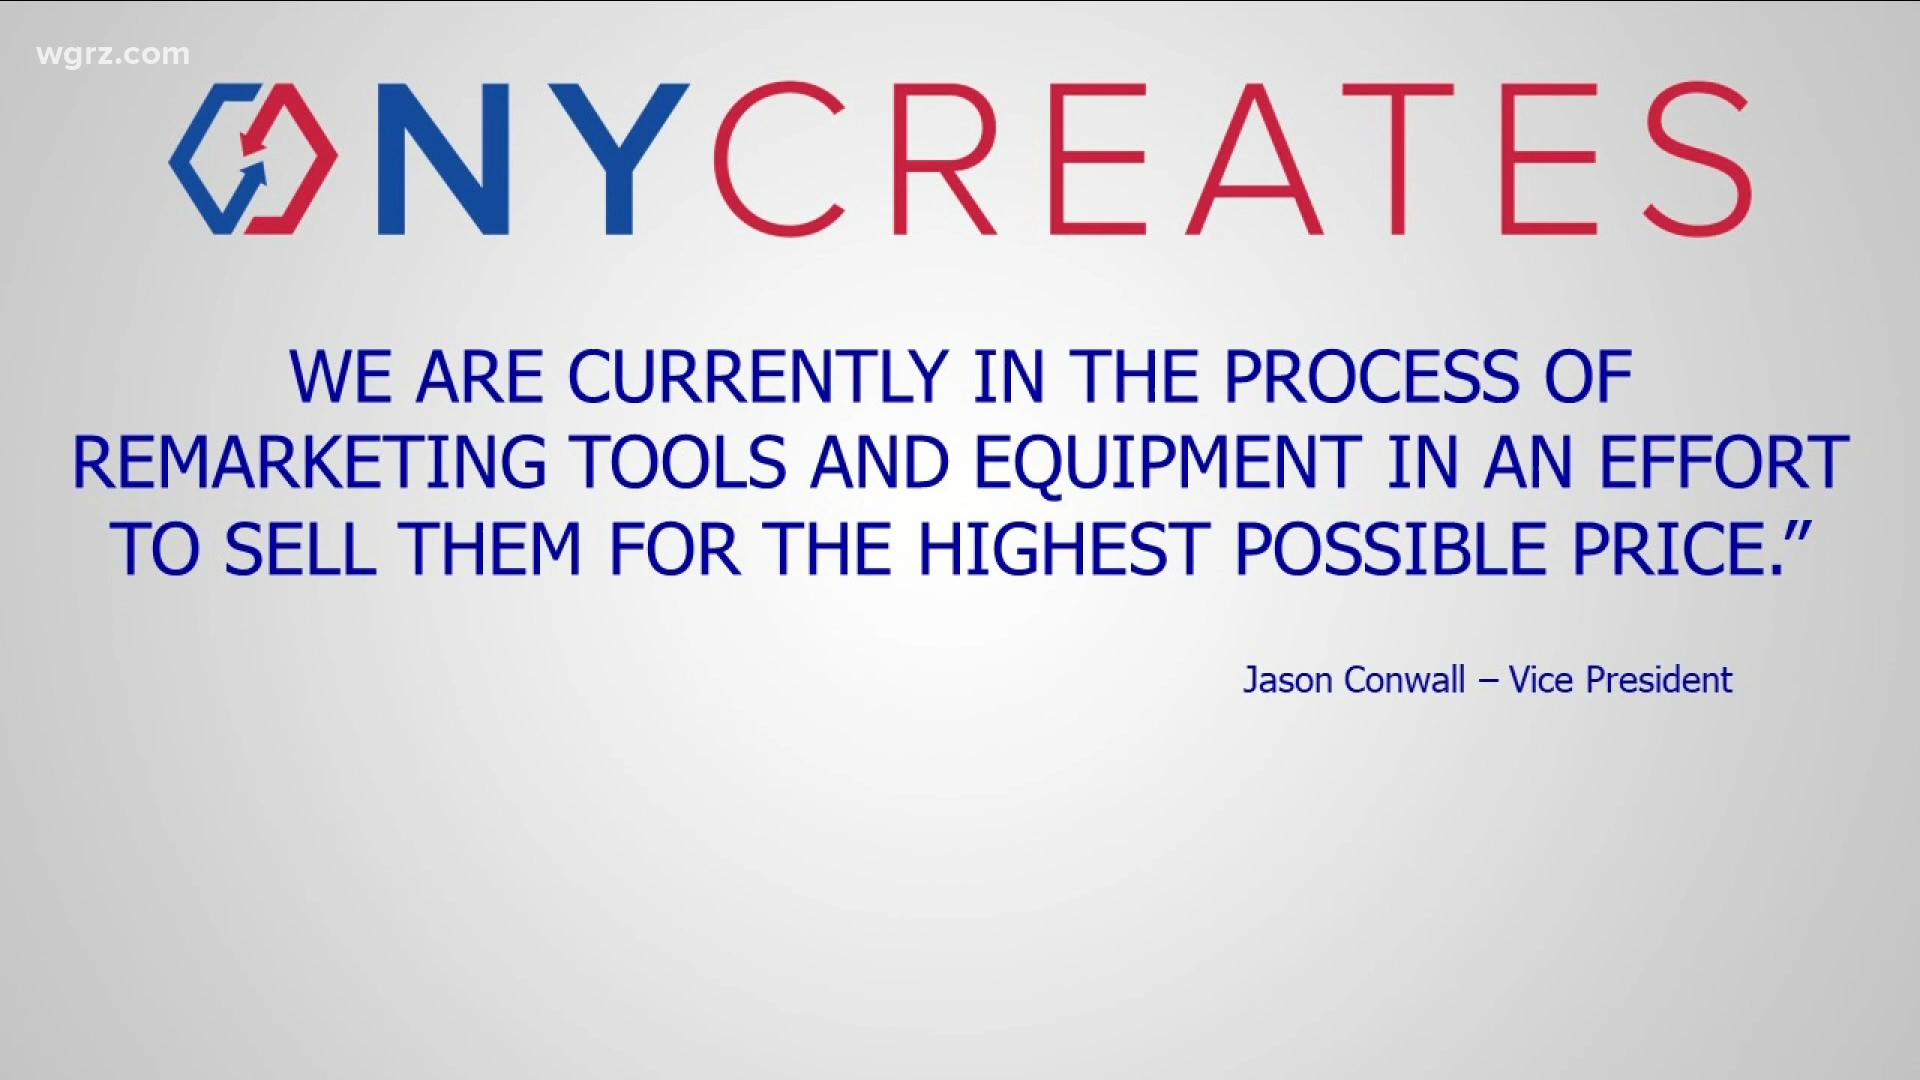 wgrz.com
NYCREATES
WE ARE CURRENTLY IN THE PROCESS OF
REMARKETING TOOLS AND EQUIPMENT IN AN EFFORT
TO SELL THEM FOR THE HIGHEST POSSIBLE PRICE.”
Jason Conwall – Vice President